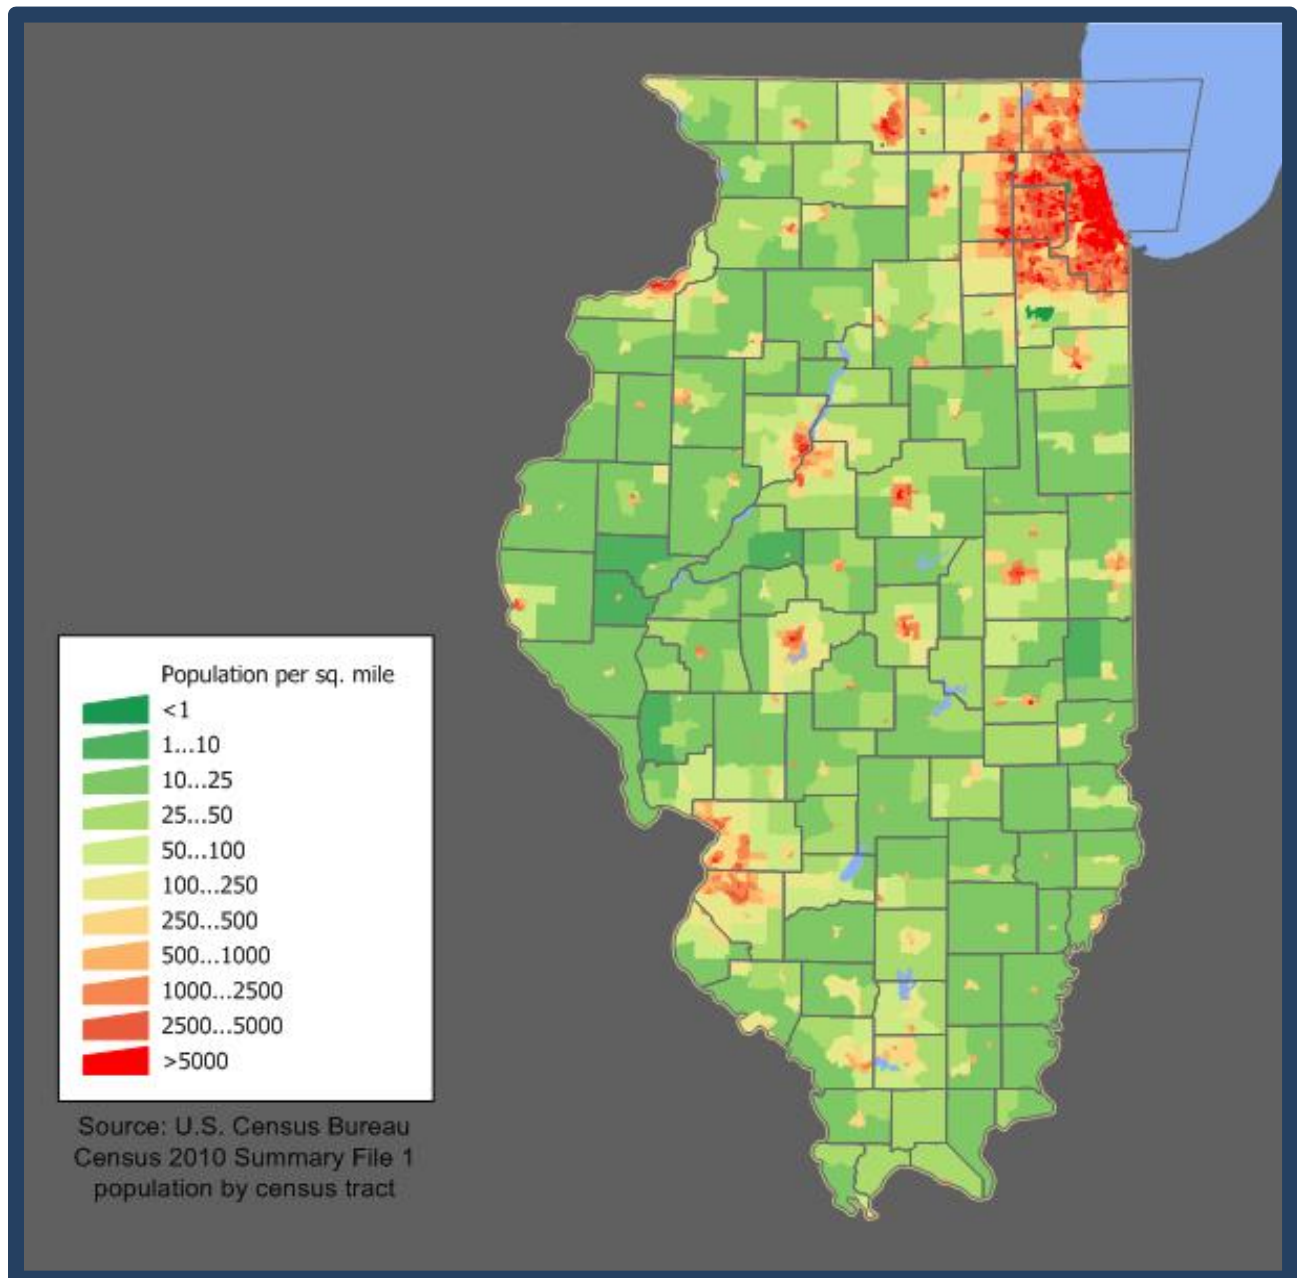 Population per sq. mile
<1
1...10
10...25
25...50
50...100
100...250
250...500
500...1000
1000...2500
2500...5000
>5000
Source: U.S. Census Bureau
Census 2010 Summary File 1
population by census tract